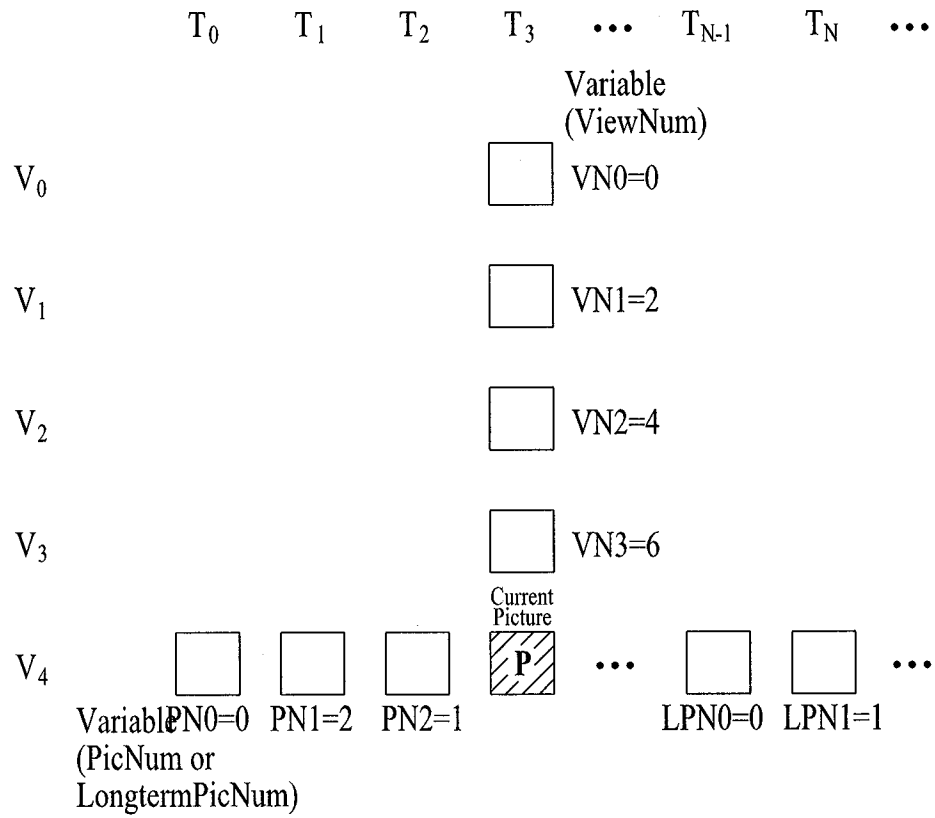 T0 T1 T2 T3 ••• TN-1 TN •••
Variable
(ViewNum)
V0 VN0=0
V1 VN1=2
V2 VN2=4
V3 VN3=6
Current
Picture
V4 P ••• •••
Variable PN0=0 PN1=2 PN2=1 LPN0=0 LPN1=1
(PicNum or
LongtermPicNum)